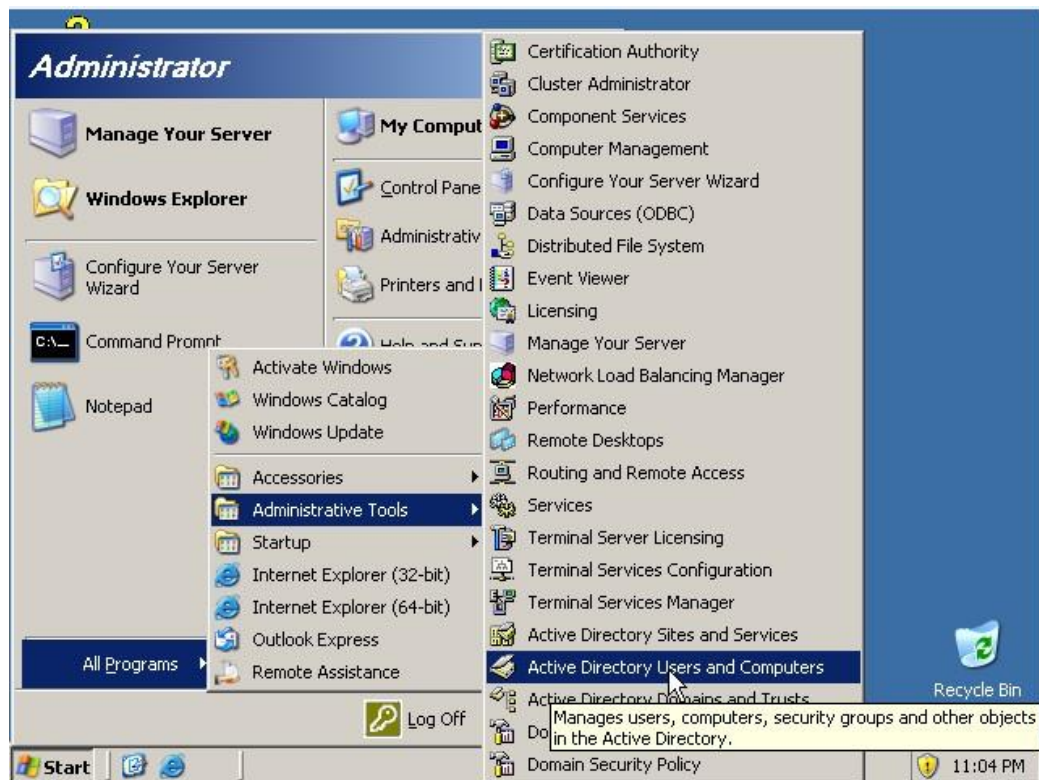 Administrator
Manage Your Server
Windows Explorer
Configure Your Server
Wizard
C:\_
Command Prompt
Notepad
My Comput
Control Pane
Administrativ
Printers and
Help and Sup
All Programs
Log Off
Activate Windows
Windows Catalog
Windows Update
Accessories
Administrative Tools
Startup
Internet Explorer (32-bit)
Internet Explorer (64-bit)
Outlook Express
Remote Assistance
Certification Authority
Cluster Administrator
Component Services
Computer Management
Configure Your Server Wizard
Data Sources (ODBC)
Distributed File System
Event Viewer
Licensing
Manage Your Server
Network Load Balancing Manager
Performance
Remote Desktops
Routing and Remote Access
Services
Terminal Server Licensing
Terminal Services Configuration
Terminal Services Manager
Active Directory Sites and Services
Active Directory Users and Computers
Active Directory Domains and Trusts
Do
Manages users, computers, security groups and other objects
in the Active Directory.
Domain Security Policy
Recycle Bin
Start
11:04 PM